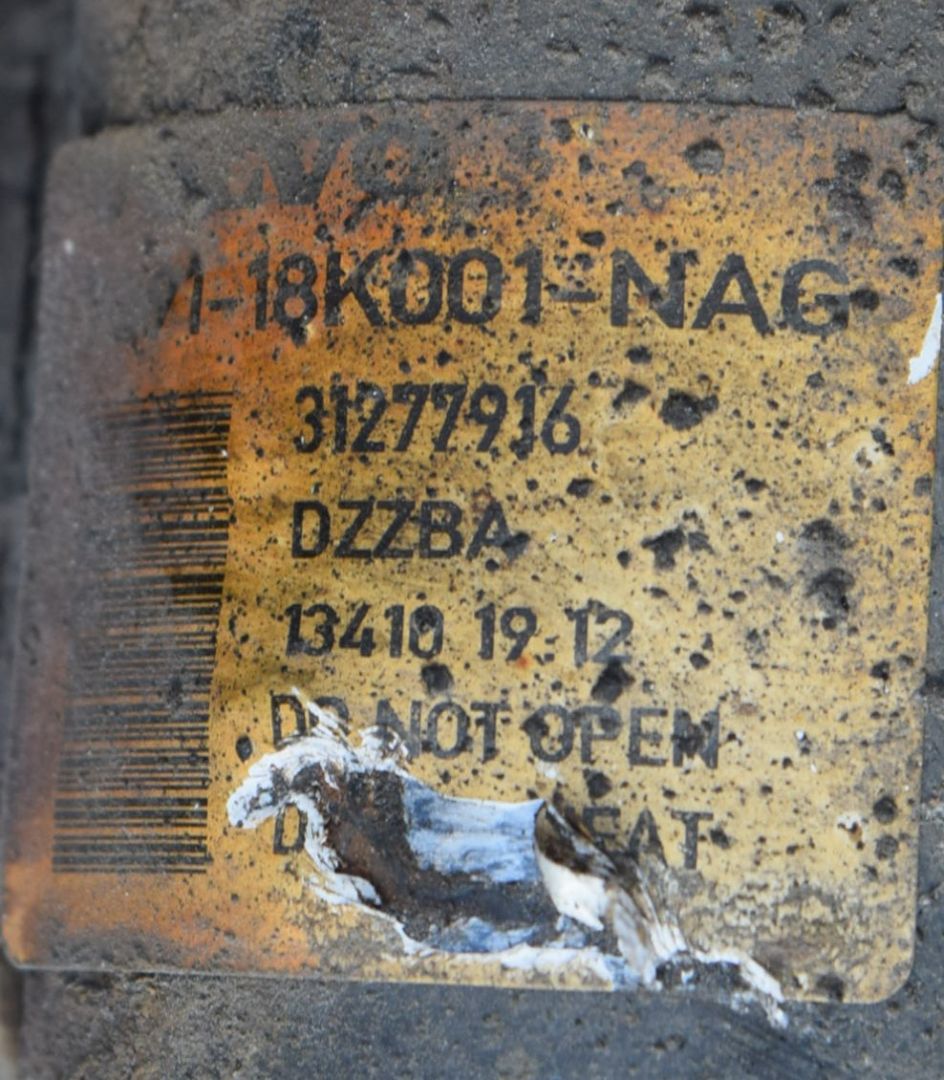 1-18K001-NAG
31277916
DZZBA
13410 19 12
DO NOT OPEN